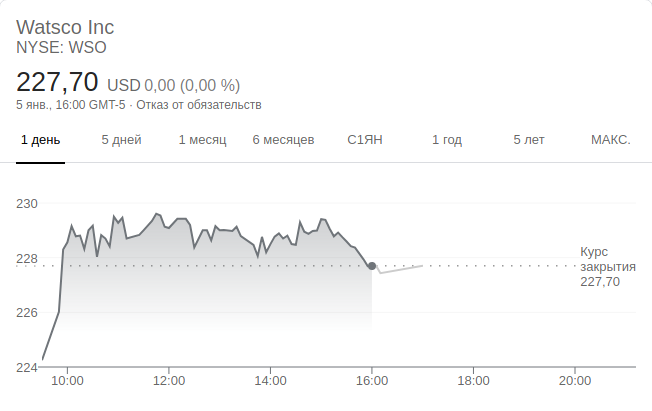 Watsco Inc
NYSE: WSO
227,70 USD 0,00 (0,00 %)
5 янв., 16:00 GMT-5 · Отказ от обязательств
1 день 5 дней 1 месяц 6 месяцев С1ЯН 1 год 5 лет МАКС.
230
228
226
224
Курс
закрытия
227,70
10:00 12:00 14:00 16:00 18:00 20:00